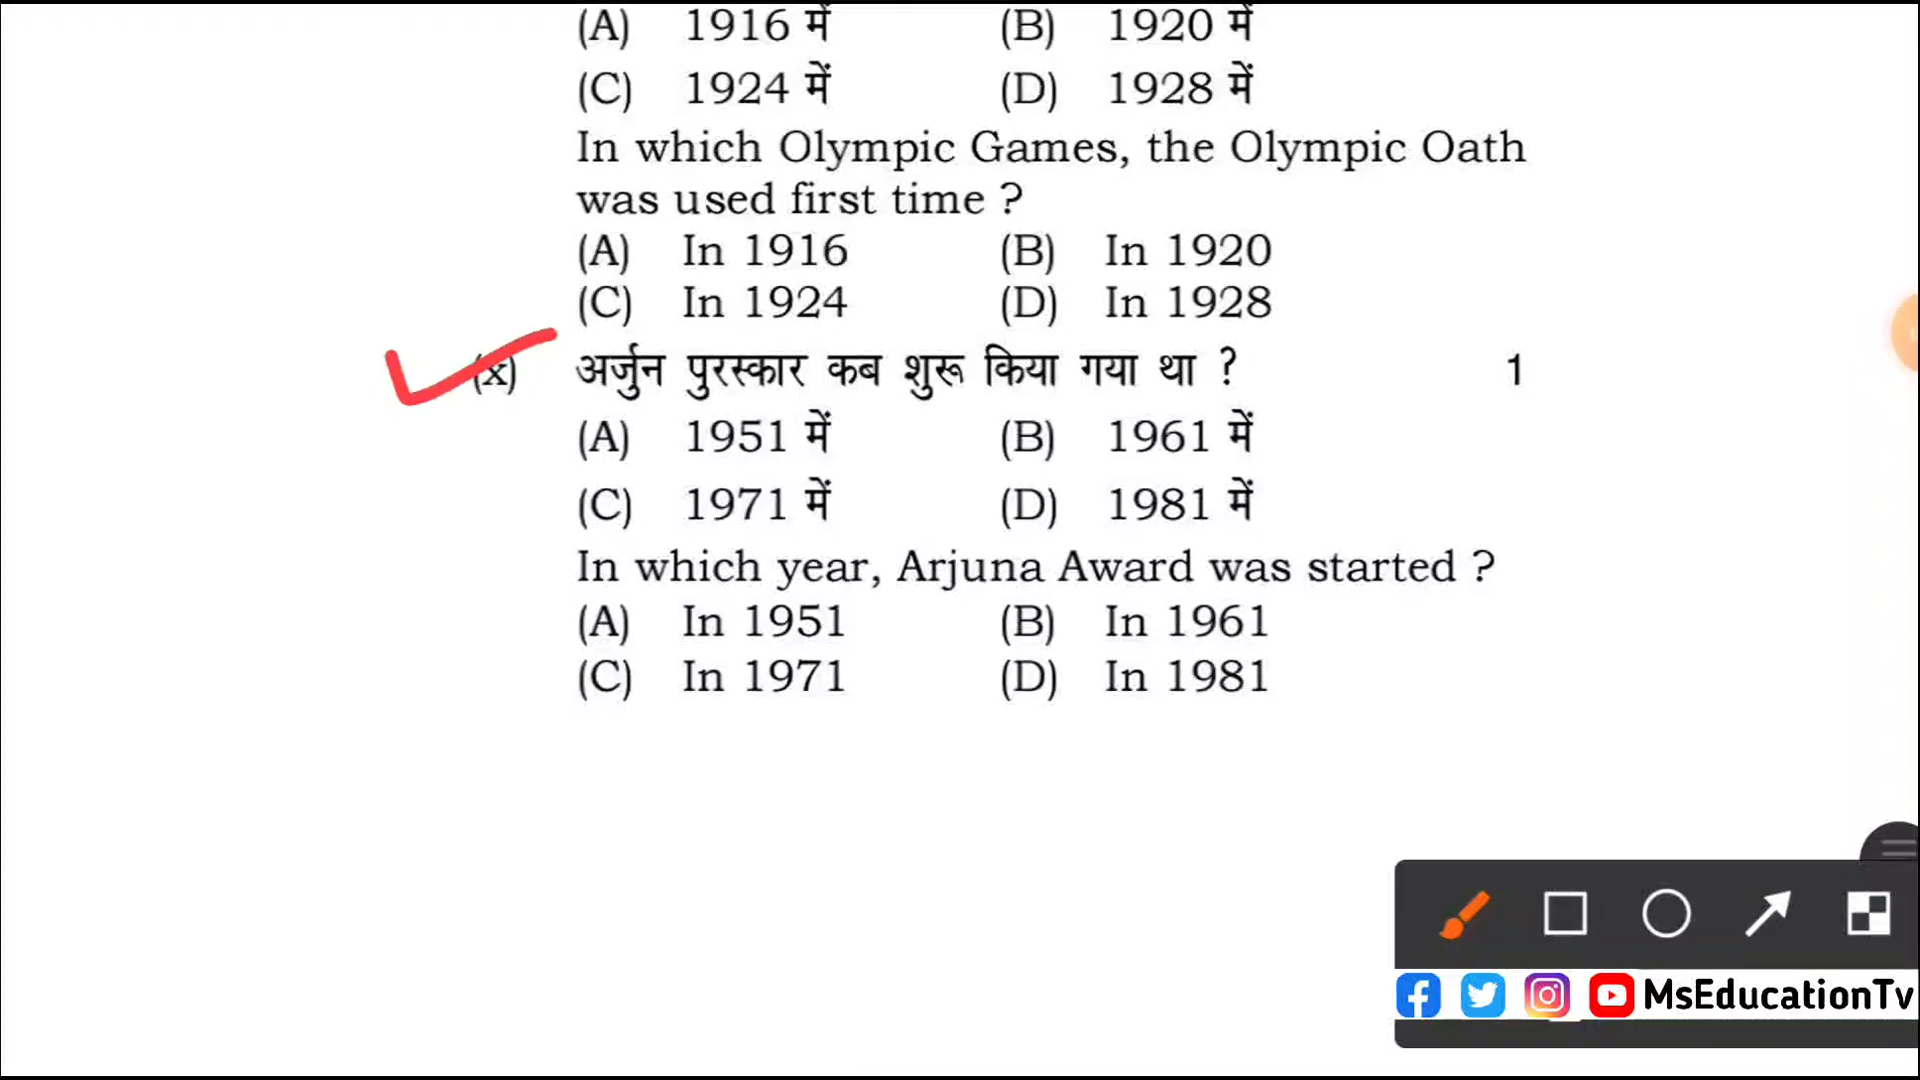 (A) 1916 में (B) 1920 में
(C) 1924 में (D) 1928 में
In which Olympic Games, the Olympic Oath
was used first time ?
(A) In 1916 (B) In 1920
(C) In 1924 (D) In 1928
(x) अर्जुन पुरस्कार कब शुरू किया गया था ? 1
(A) 1951 में (B) 1961 में
(C) 1971 में (D) 1981 में
In which year, Arjuna Award was started ?
(A) In 1951 (B) In 1961
(C) In 1971 (D) In 1981
MsEducationTv